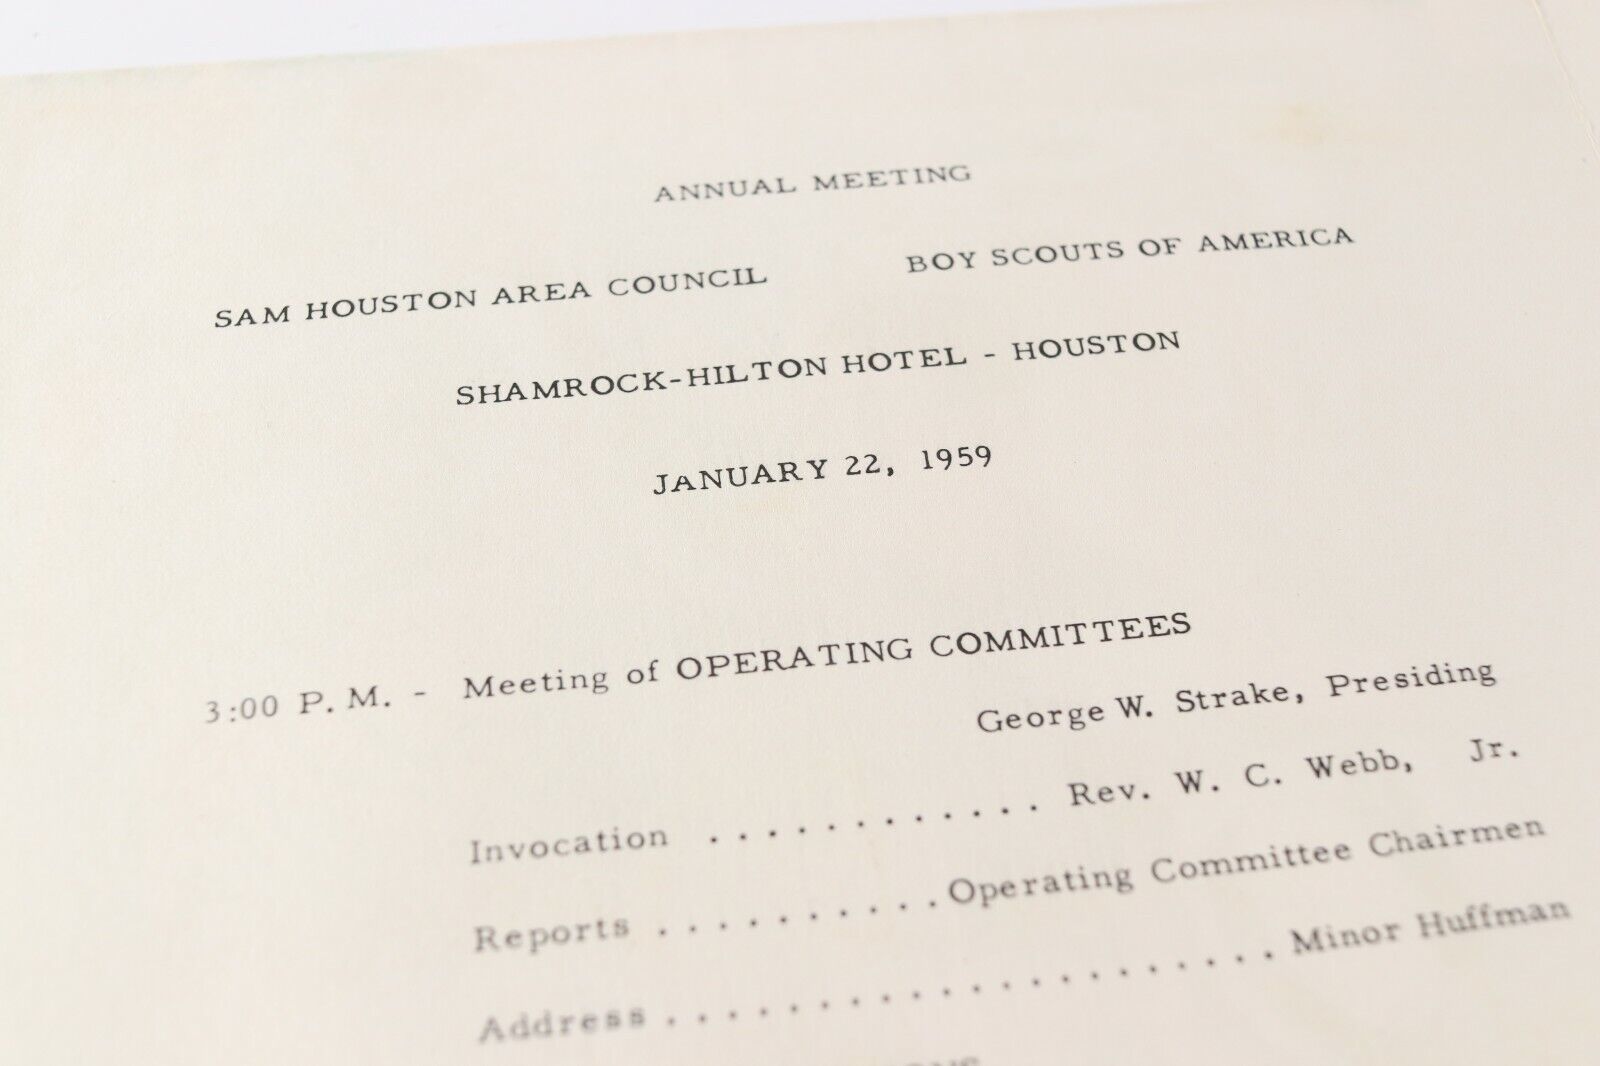 ANNUAL MEETING
SAM HOUSTON AREA COUNCIL BOY SCOUTS OF AMERICA
SHAMROCK-HILTON HOTEL - HOUSTON
JANUARY 22, 1959
3:00 P. M. - Meeting of OPERATING COMMITTEES
George W. Strake, Presiding
Invocation . . . . . . . . . . . . Rev. W. C. Webb, Jr.
Reports . . . . . . . . . . Operating Committee Chairmen
Address . . . . . . . . . . . . . . . . . . . . Minor Huffman